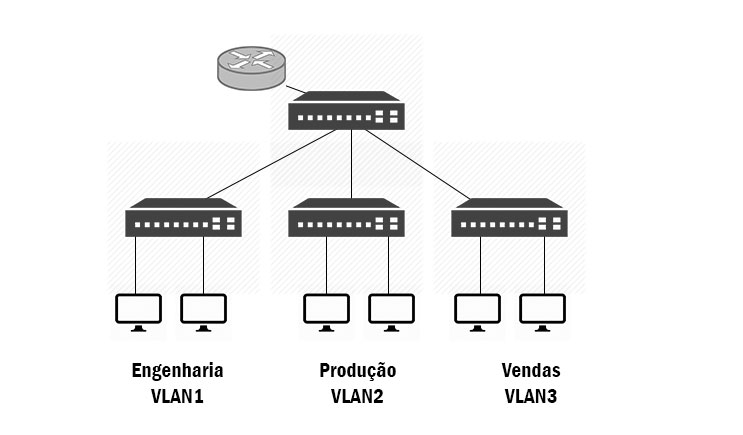 Engenharia Produção Vendas
VLAN1 VLAN2 VLAN3